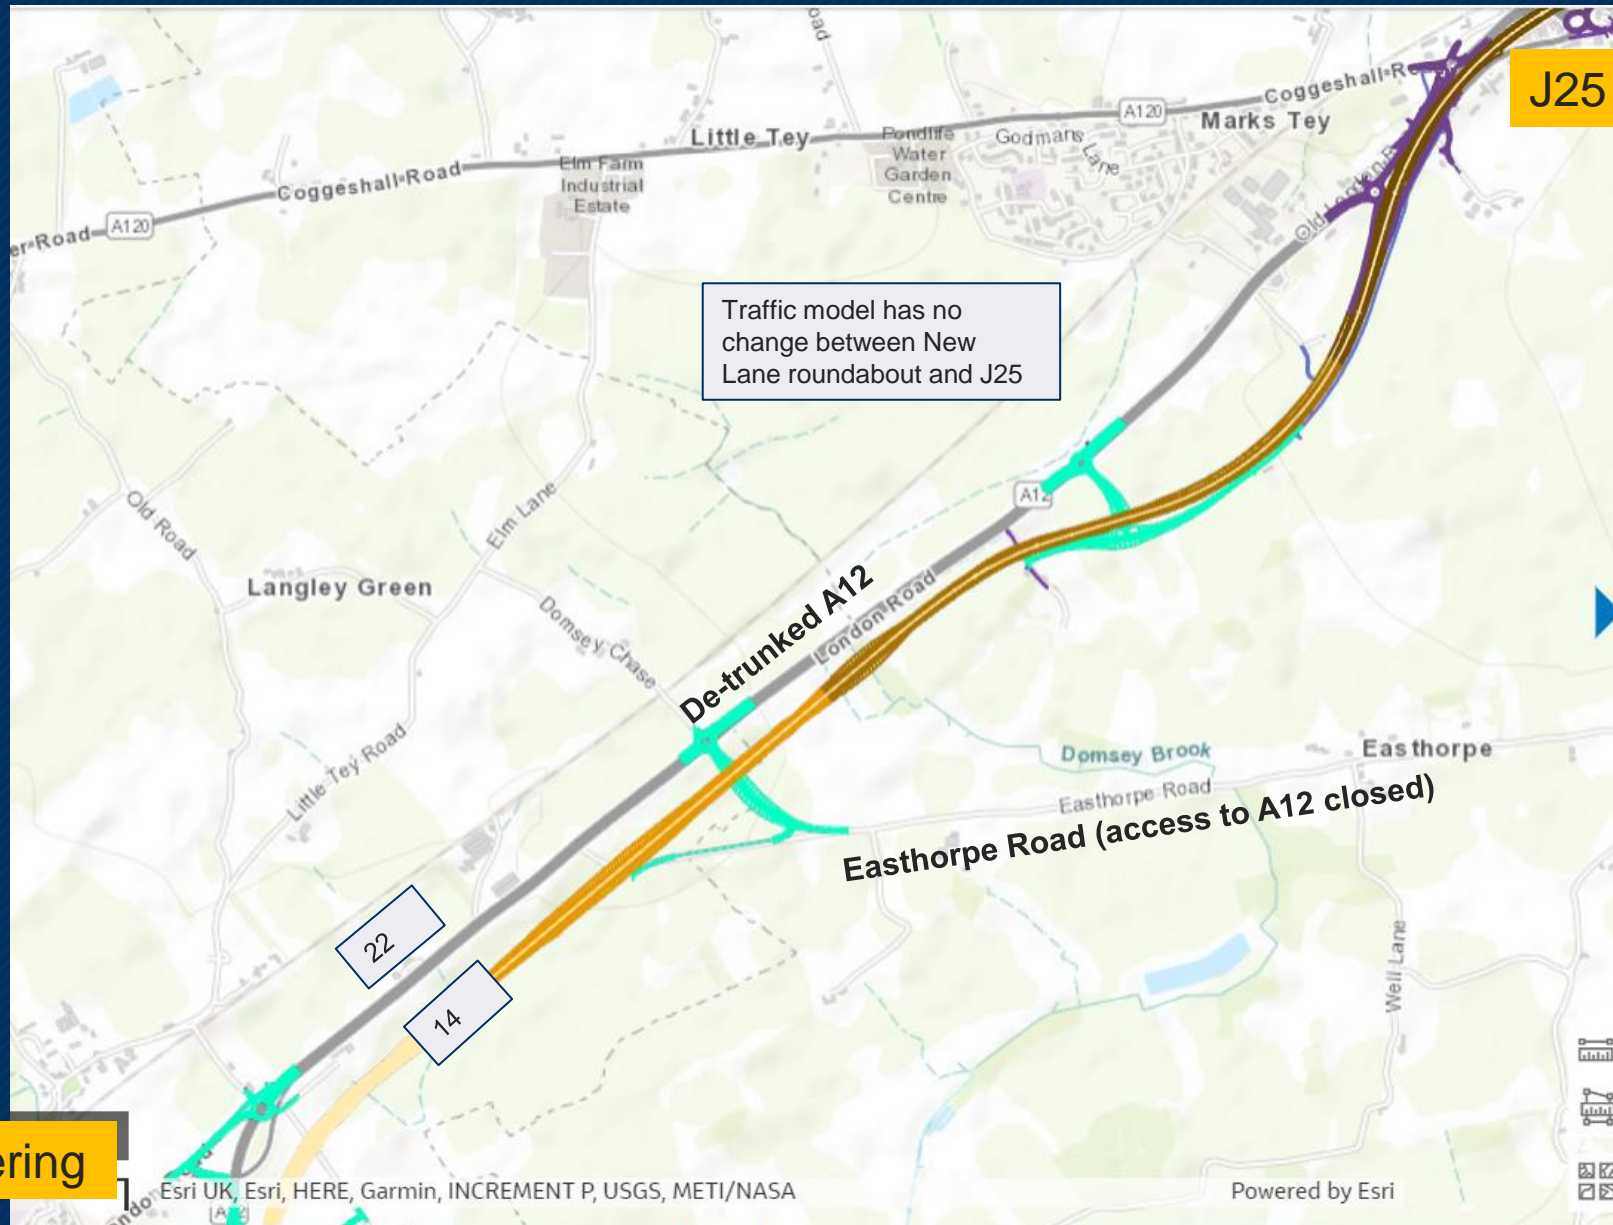 J25
Coggeshall Ro
A120
Marks Tey
Little Tey
Pondlife
Water
Garden
Centre
Godmans
Lane
Elm Farm
Industrial
Estate
Coggeshall Road
A120
er Road
Traffic model has no
change between New
Lane roundabout and J25
Old Road
Elm Lane
A12
Langley Green
Domsey Chase
London Road
De-trunked A12
Little Tey Road
Domsey Brook
Easthorpe
Easthorpe Road
Easthorpe Road (access to A12 closed)
22
14
Well Lane
ering
Esri UK, Esri, HERE, Garmin, INCREMENT P, USGS, METI/NASA
Powered by Esri